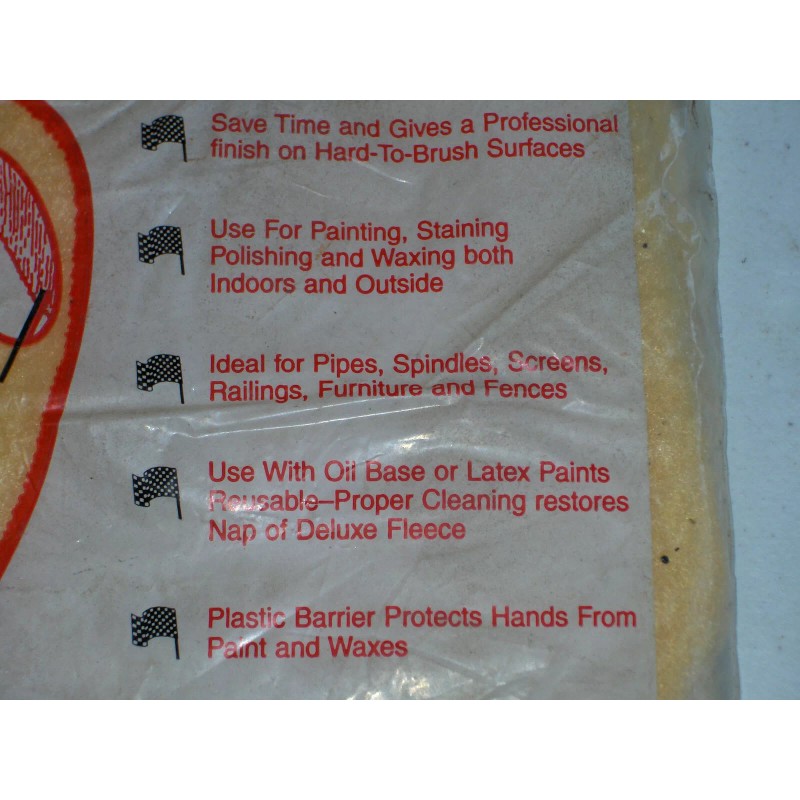 Save Time and Gives a Professional
finish on Hard-To-Brush Surfaces
Use For Painting, Staining
Polishing and Waxing both
Indoors and Outside
Ideal for Pipes, Spindles, Screens,
Railings, Furniture and Fences
Use With Oil Base or Latex Paints
Reusable–Proper Cleaning restores
Nap of Deluxe Fleece
Plastic Barrier Protects Hands From
Paint and Waxes